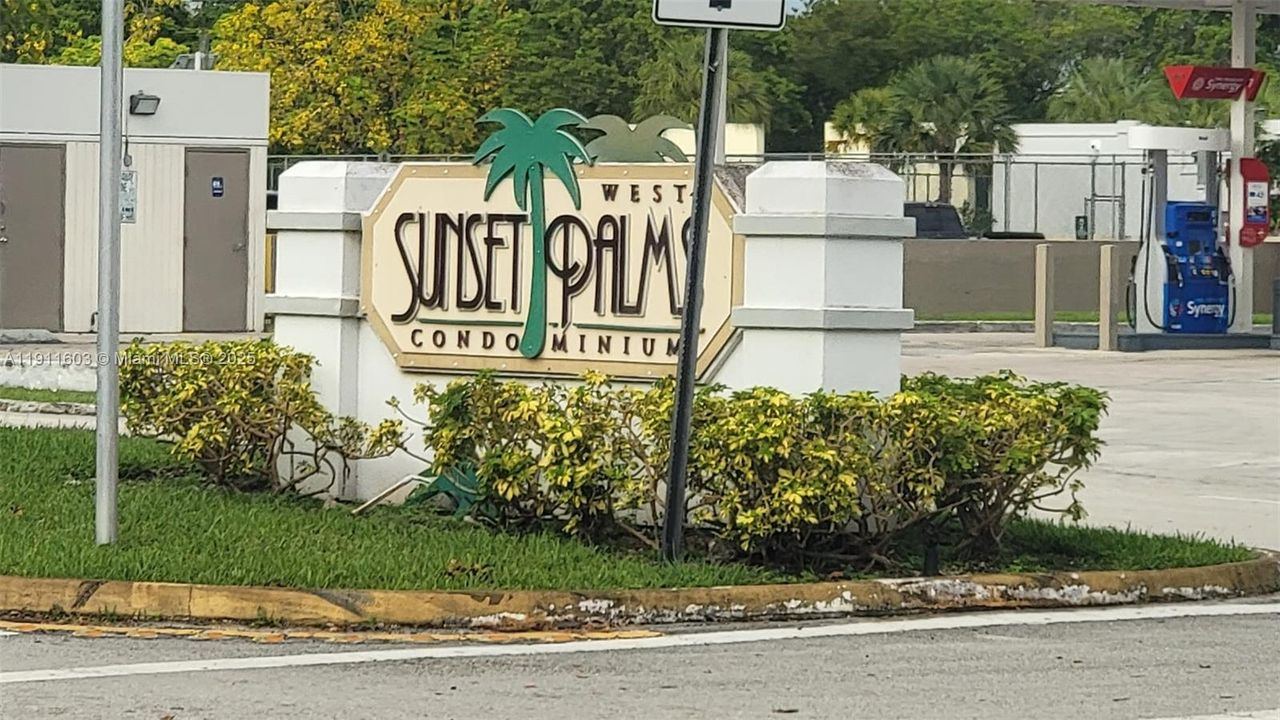 WEST
SUNSET PALMS
CONDOMINIUM
Synergy
Synergy
A11911603 © Miami MLS © 2025